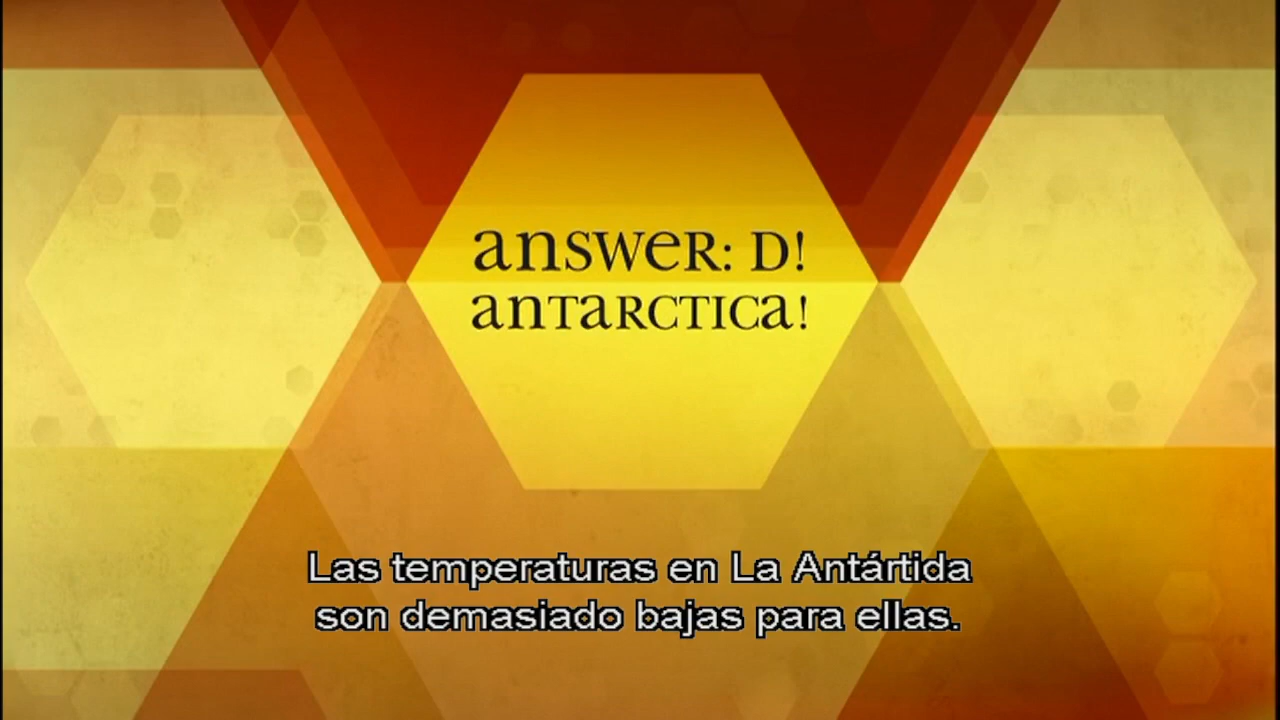 answer: D!
antarctica!
Las temperaturas en La Antártida
son demasiado bajas para ellas.